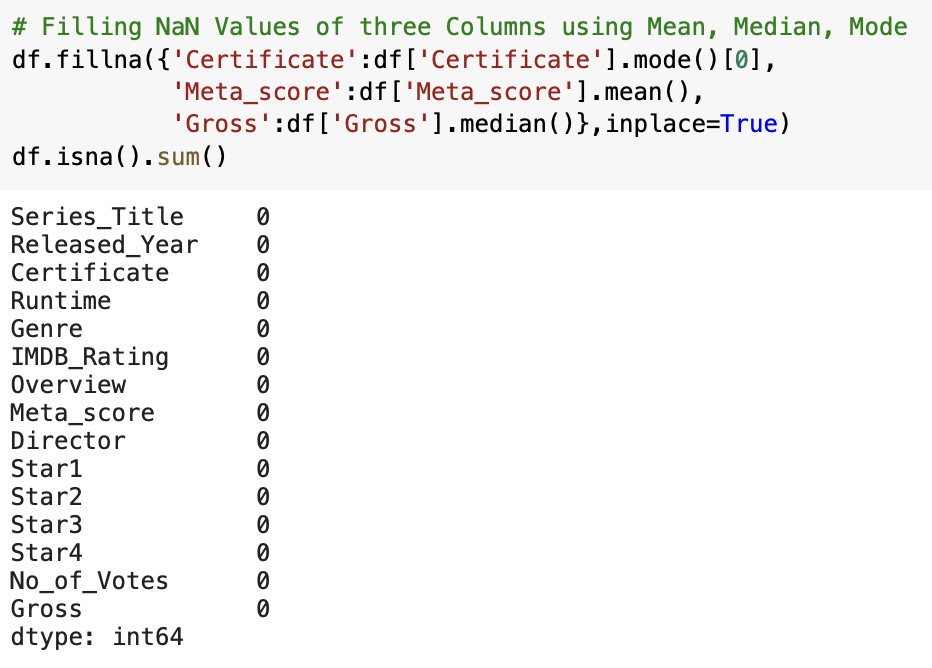 # Filling NaN Values of three Columns using Mean, Median, Mode
df.fillna({'Certificate':df['Certificate'].mode()[0],
           'Meta_score':df['Meta_score'].mean(),
           'Gross':df['Gross'].median()},inplace=True)
df.isna().sum()
Series_Title     0
Released_Year    0
Certificate      0
Runtime          0
Genre            0
IMDB_Rating      0
Overview         0
Meta_score       0
Director         0
Star1            0
Star2            0
Star3            0
Star4            0
No_of_Votes      0
Gross            0
dtype: int64